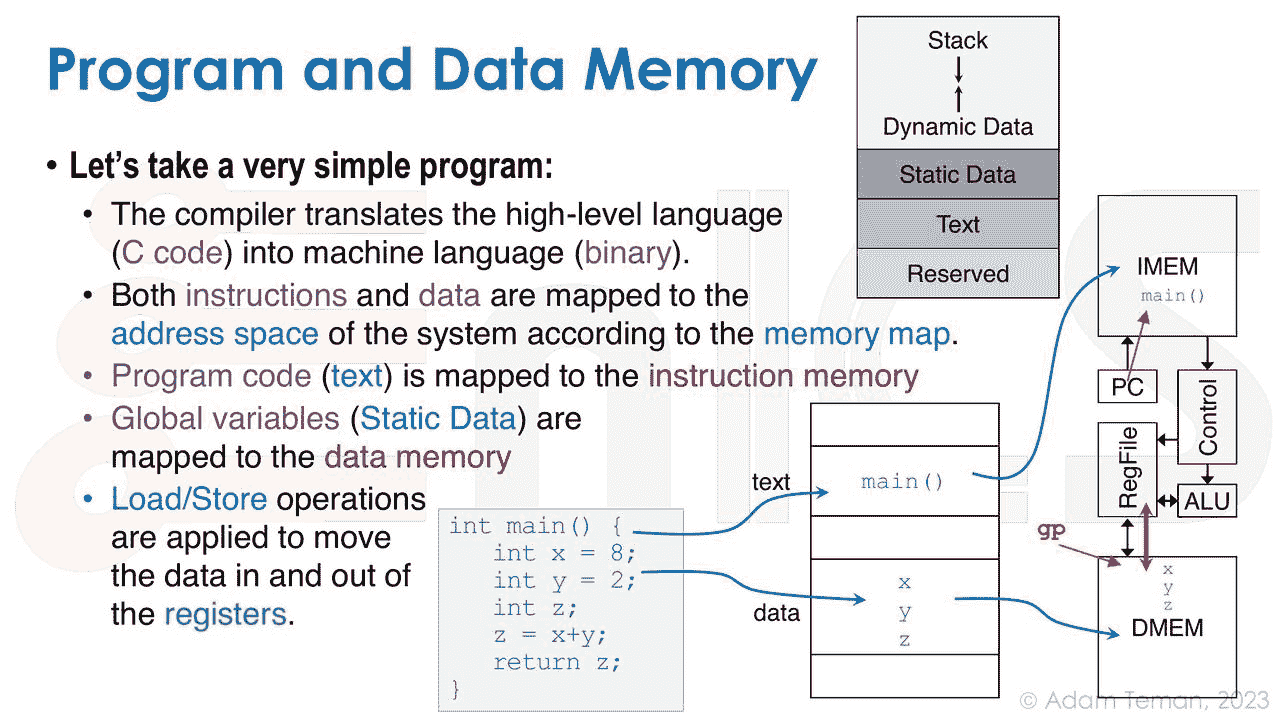 Program and Data Memory
• Let's take a very simple program:
• The compiler translates the high-level language
(C code) into machine language (binary).
• Both instructions and data are mapped to the
address space of the system according to the memory map.
• Program code (text) is mapped to the instruction memory
• Global variables (Static Data) are
mapped to the data memory
• Load/Store operations
are applied to move
the data in and out of
the registers.
int main() {
int x = 8;
int y = 2;
int z;
z = x+y;
return z;
}
Stack
Dynamic Data
Static Data
Text
Reserved
text
main()
data
x
y
z
IMEM
main()
PC
Control
RegFile
ALU
gp
x
y
z
DMEM
© Adam Teman, 2023